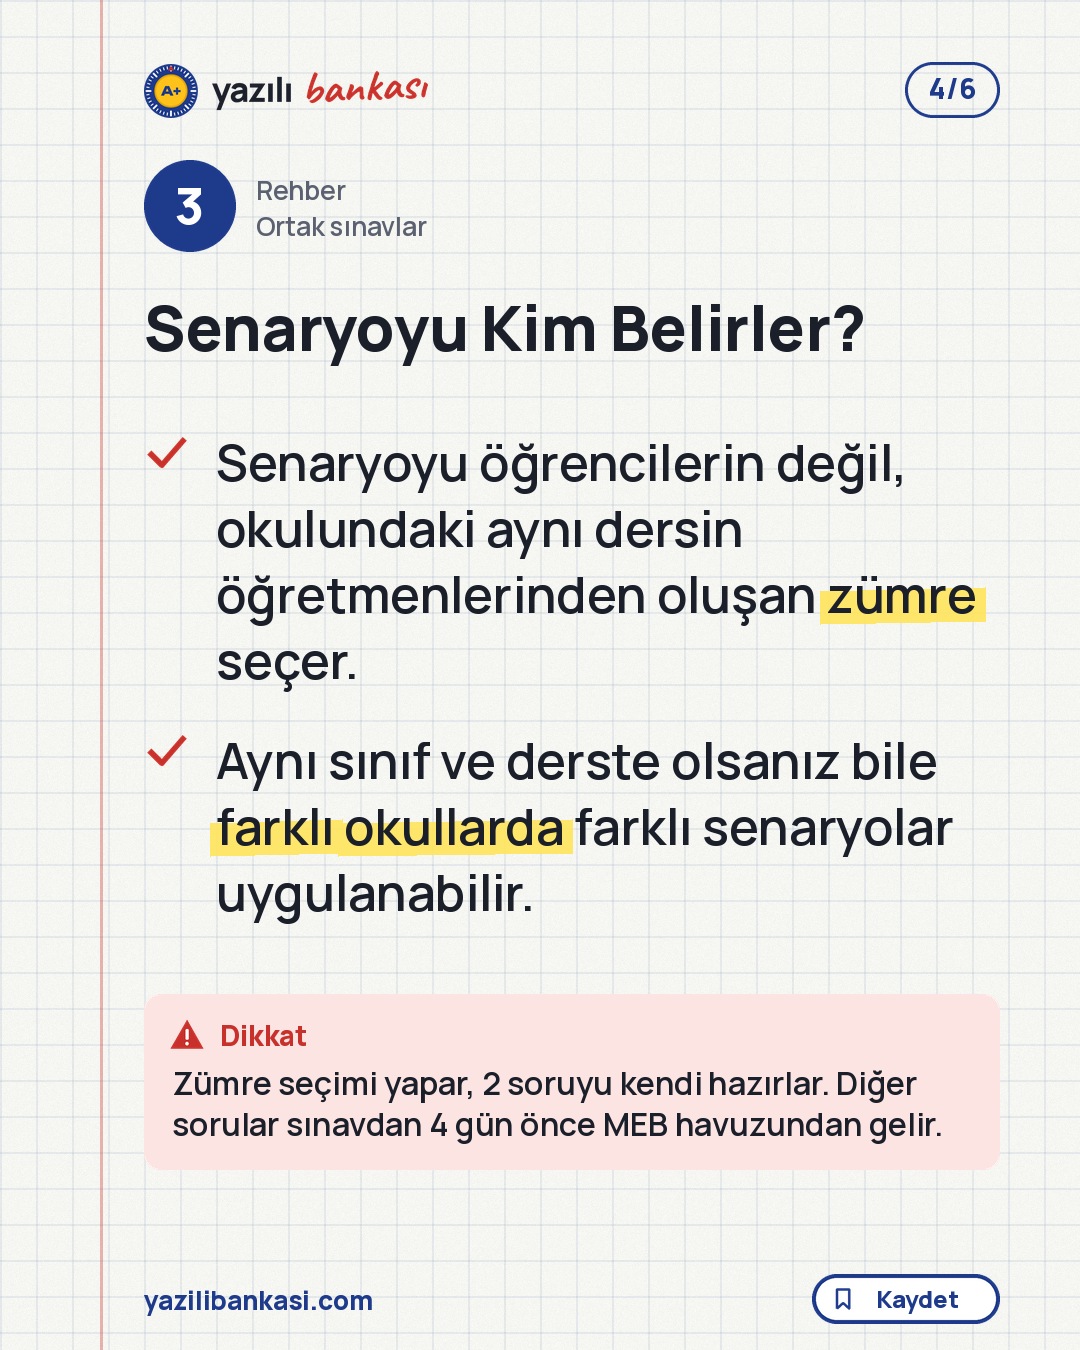 A+
yazılı bankası
4/6
3
Rehber
Ortak sınavlar
Senaryoyu Kim Belirler?
Senaryoyu öğrencilerin değil,
okulundaki aynı dersin
öğretmenlerinden oluşan zümre
seçer.
Aynı sınıf ve derste olsanız bile
farklı okullarda farklı senaryolar
uygulanabilir.
Dikkat
Zümre seçimi yapar, 2 soruyu kendi hazırlar. Diğer
sorular sınavdan 4 gün önce MEB havuzundan gelir.
yazilibankasi.com
Kaydet